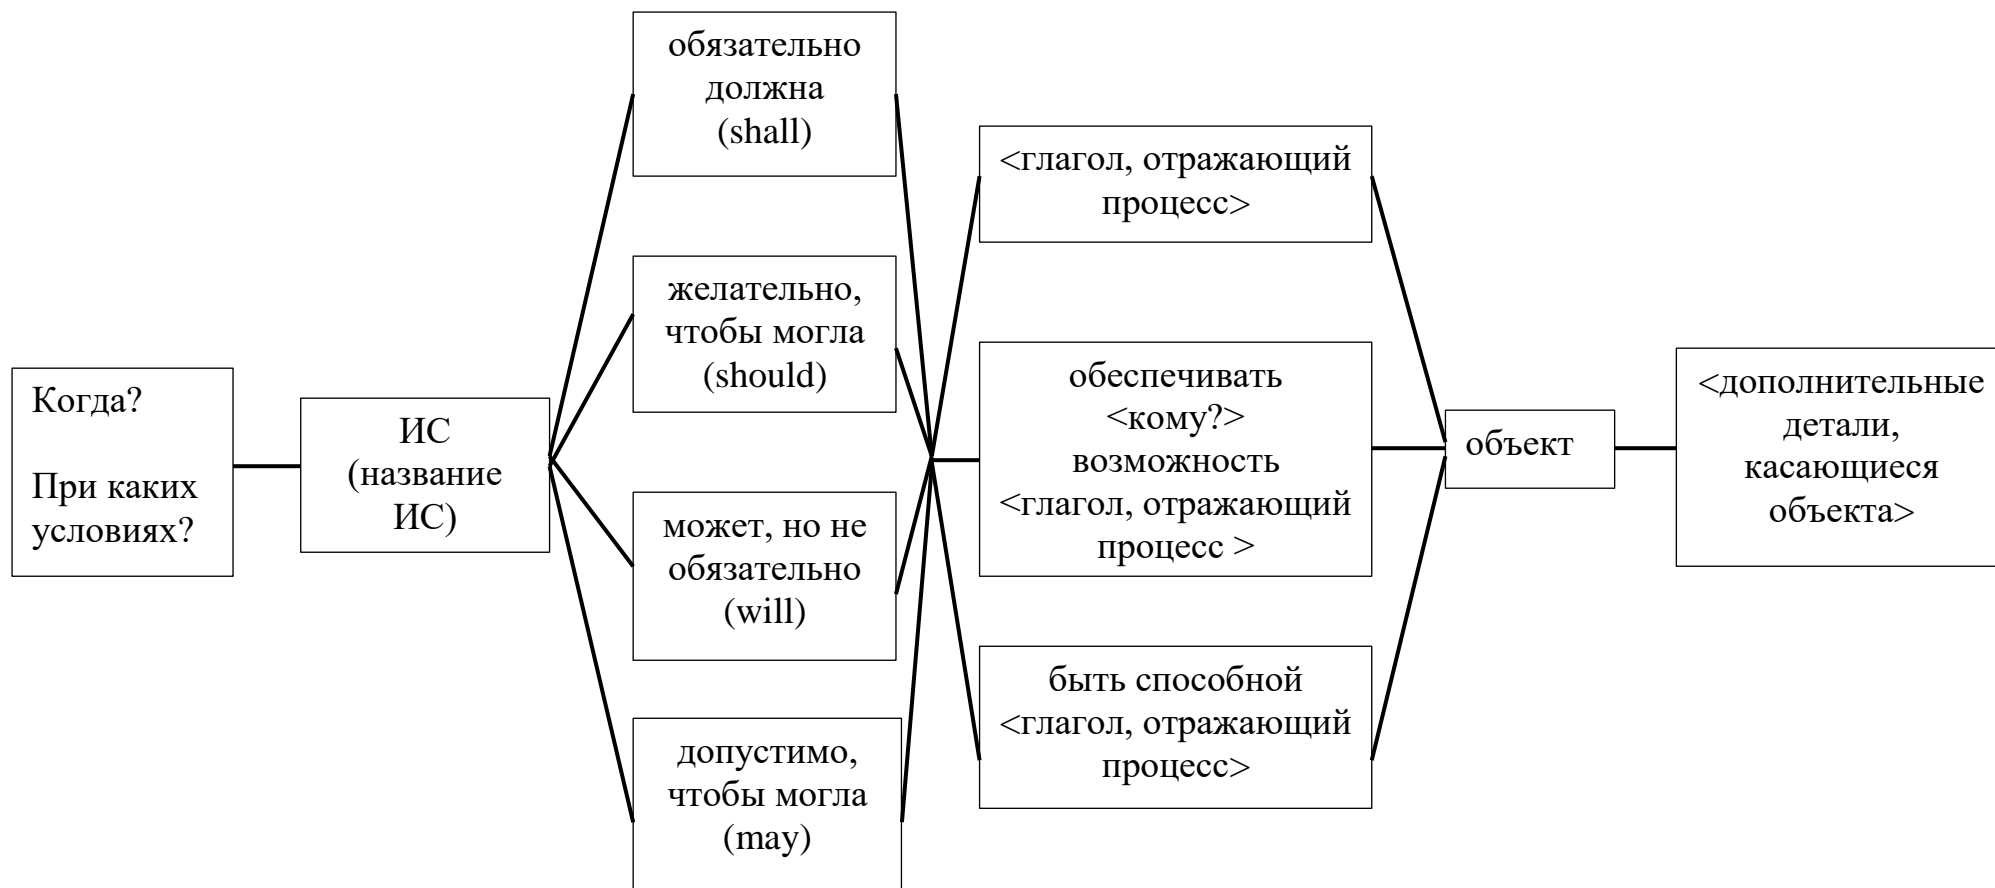 Когда?
При каких
условиях?
ИС
(название
ИС)
обязательно
должна
(shall)
желательно,
чтобы могла
(should)
может, но не
обязательно
(will)
допустимо,
чтобы могла
(may)
<глагол, отражающий
процесс>
обеспечивать
<кому?>
возможность
<глагол, отражающий
процесс >
быть способной
<глагол, отражающий
процесс>
объект
<дополнительные
детали,
касающиеся
объекта>